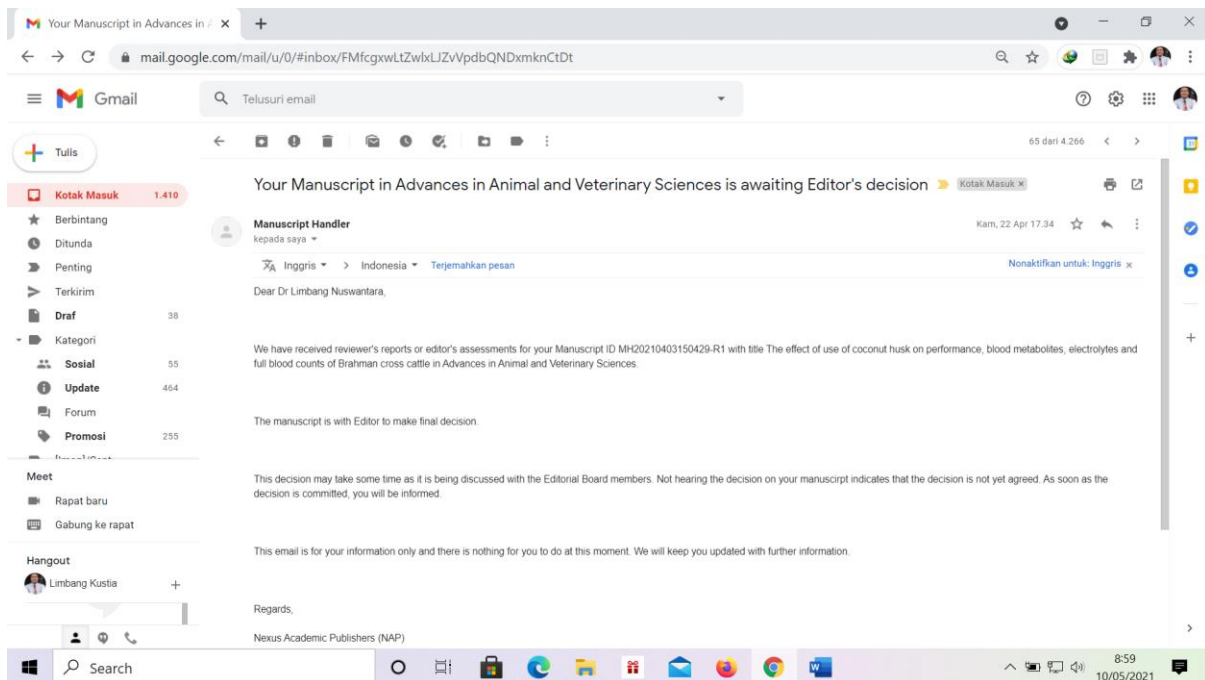 Your Manuscript in Advances in A
mail.google.com/mail/u/0/#inbox/FMfcgxwLtZwlxLJZvVpdbQNDxmknCtDt
Gmail
Telusuri email
Tulis
65 dari 4.266
Kotak Masuk 1.410
Berbintang
Ditunda
Penting
Terkirim
Draf 38
Kategori
Sosial 55
Update 464
Forum
Promosi 255
Meet
Rapat baru
Gabung ke rapat
Hangout
Limbang Kustia
Your Manuscript in Advances in Animal and Veterinary Sciences is awaiting Editor's decision
Kotak Masuk ×
Manuscript Handler
Kam, 22 Apr 17.34
kepada saya
Inggris > Indonesia Terjemahkan pesan
Nonaktifkan untuk: Inggris ×
Dear Dr Limbang Nuswantara,
We have received reviewer's reports or editor's assessments for your Manuscript ID MH20210403150429-R1 with title The effect of use of coconut husk on performance, blood metabolites, electrolytes and
full blood counts of Brahman cross cattle in Advances in Animal and Veterinary Sciences.
The manuscript is with Editor to make final decision.
This decision may take some time as it is being discussed with the Editorial Board members. Not hearing the decision on your manuscirpt indicates that the decision is not yet agreed. As soon as the
decision is committed, you will be informed.
This email is for your information only and there is nothing for you to do at this moment. We will keep you updated with further information.
Regards,
Nexus Academic Publishers (NAP)
Search
8:59
10/05/2021